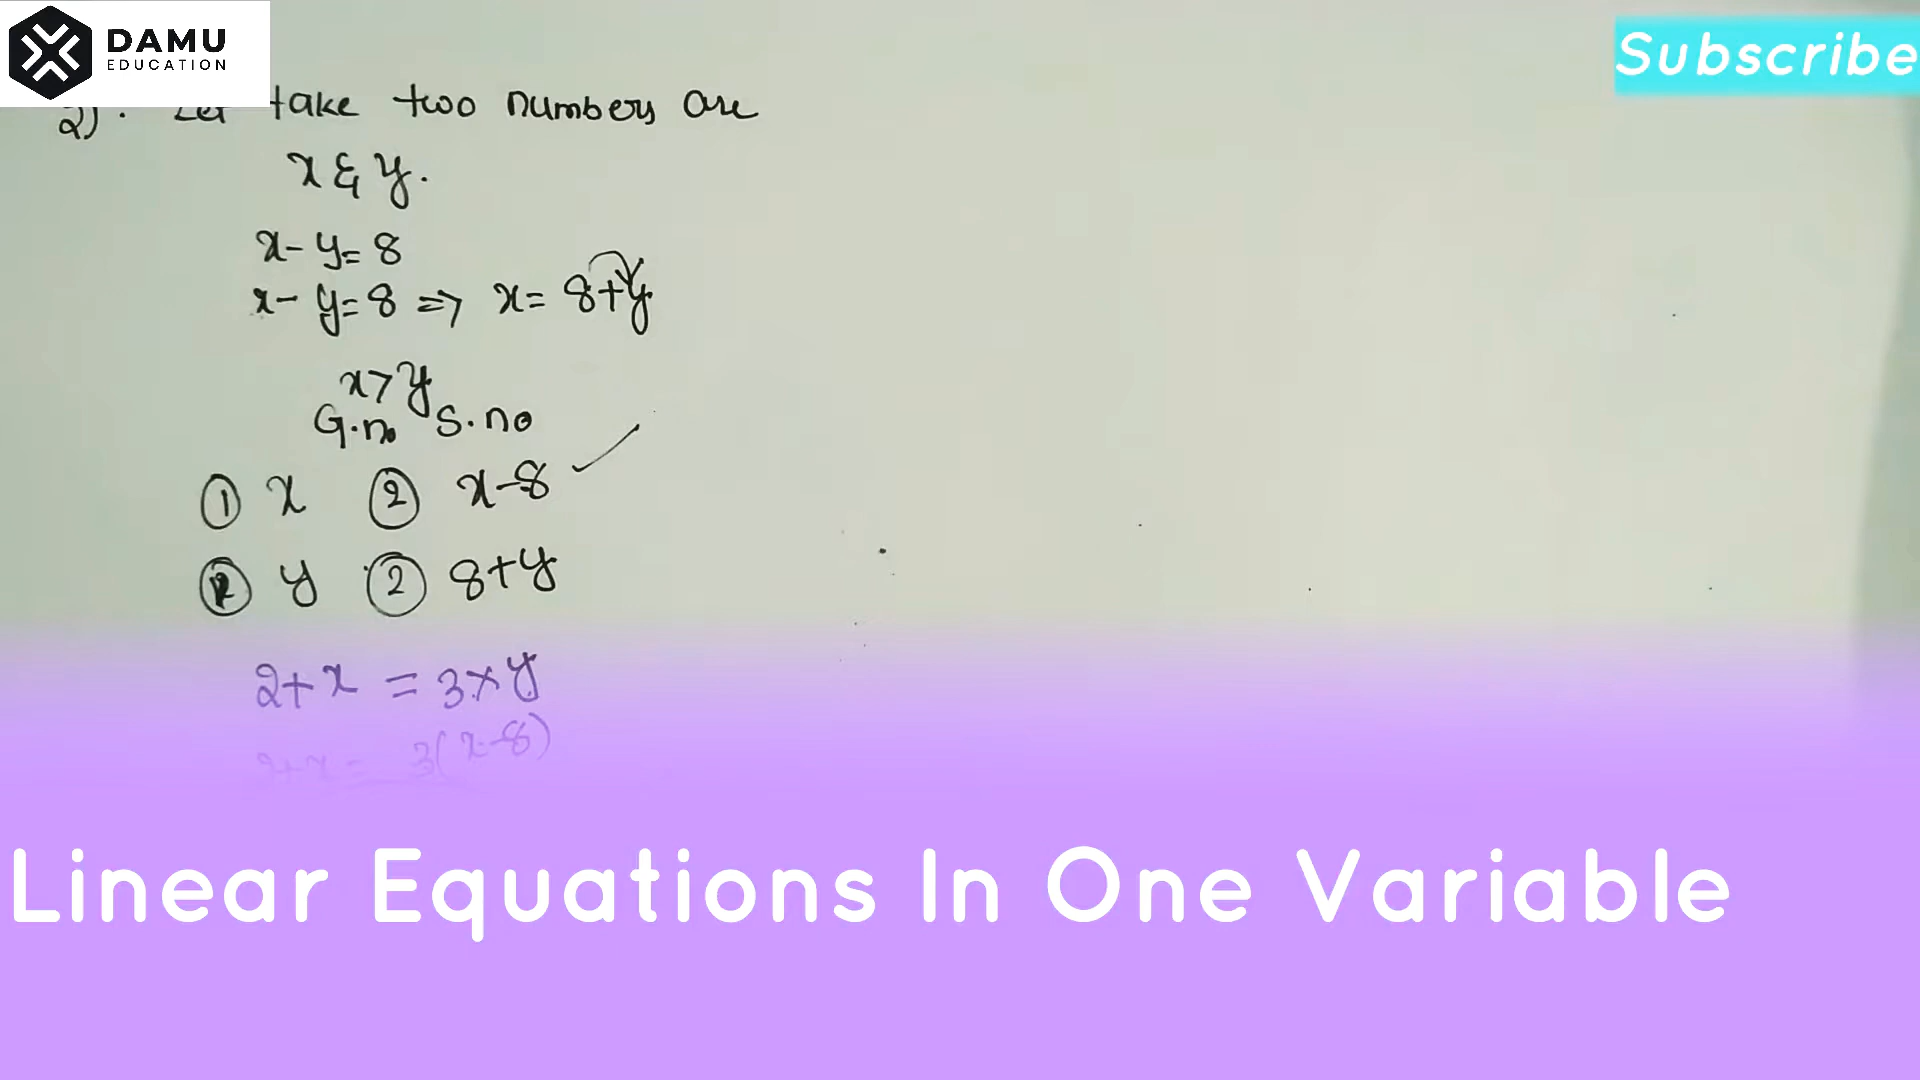 DAMU
EDUCATION
Subscribe
2). Let take two numbers are
x & y.
x - y = 8
x - y = 8 => x = 8 + y
x > y
G.no S.no
① x ② x - 8 ✓
y ② 8 + y
2 + x = 3 × y
2 + x = 3(x - 8)
Linear Equations In One Variable